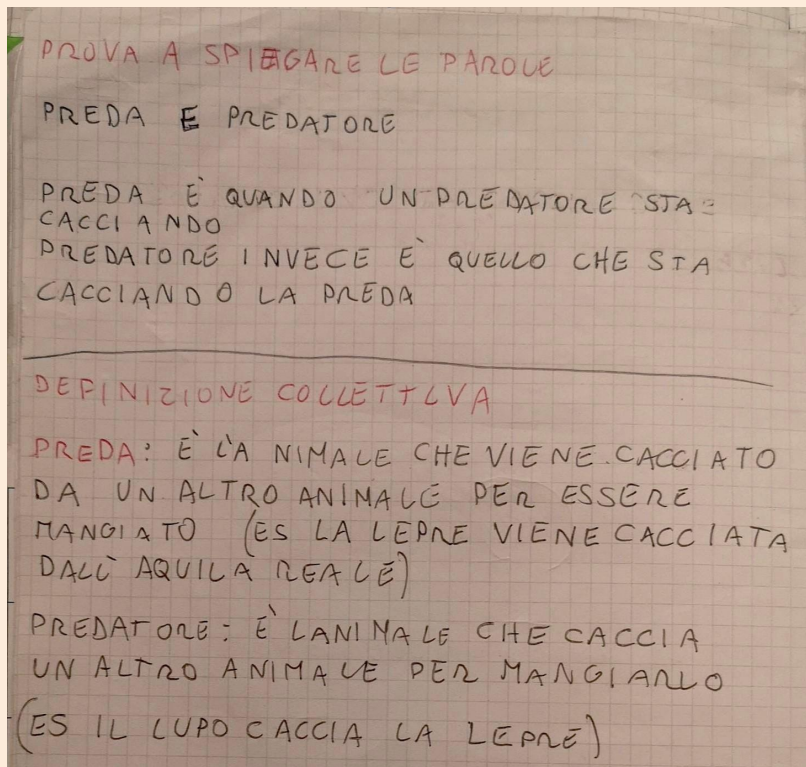 PROVA A SPIEGARE LE PAROLE
PREDA E PREDATORE
PREDA È QUANDO UN PREDATORE STA
CACCIANDO
PREDATORE INVECE È QUELLO CHE STA
CACCIANDO LA PREDA
DEFINIZIONE COLLETTIVA
PREDA: È L'ANIMALE CHE VIENE CACCIATO
DA UN ALTRO ANIMALE PER ESSERE
MANGIATO (ES LA LEPRE VIENE CACCIATA
DALL'AQUILA REALE)
PREDATORE: È LANIMALE CHE CACCIA
UN ALTRO ANIMALE PER MANGIARLO
(ES IL LUPO CACCIA LA LEPRE)